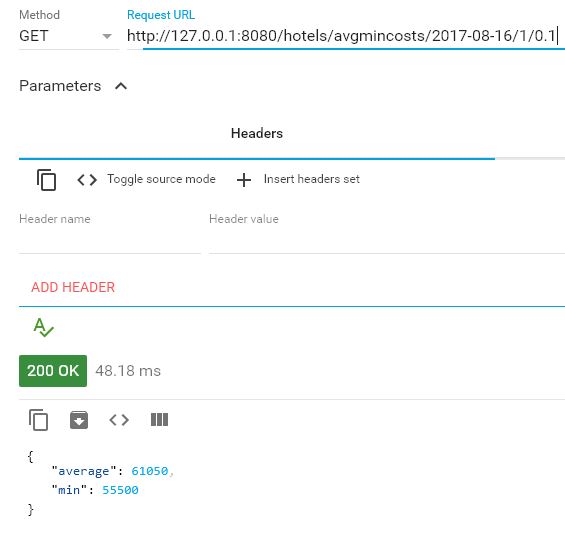 Method
Request URL
GET
http://127.0.0.1:8080/hotels/avgmincosts/2017-08-16/1/0.1
Parameters
Headers
Toggle source mode
Insert headers set
Header name
Header value
ADD HEADER
200 OK 48.18 ms
{
"average": 61050,
"min": 55500
}